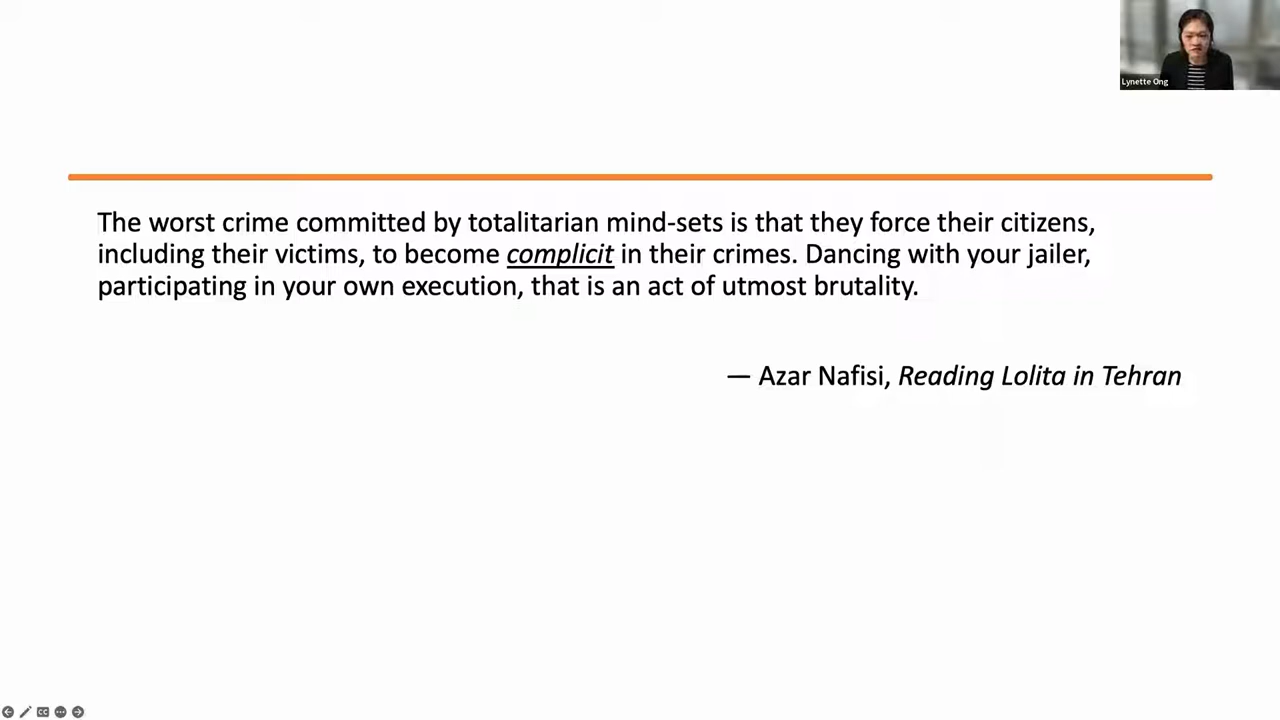 Lynette Ong
The worst crime committed by totalitarian mind-sets is that they force their citizens,
including their victims, to become complicit in their crimes. Dancing with your jailer,
participating in your own execution, that is an act of utmost brutality.
— Azar Nafisi, Reading Lolita in Tehran
CC